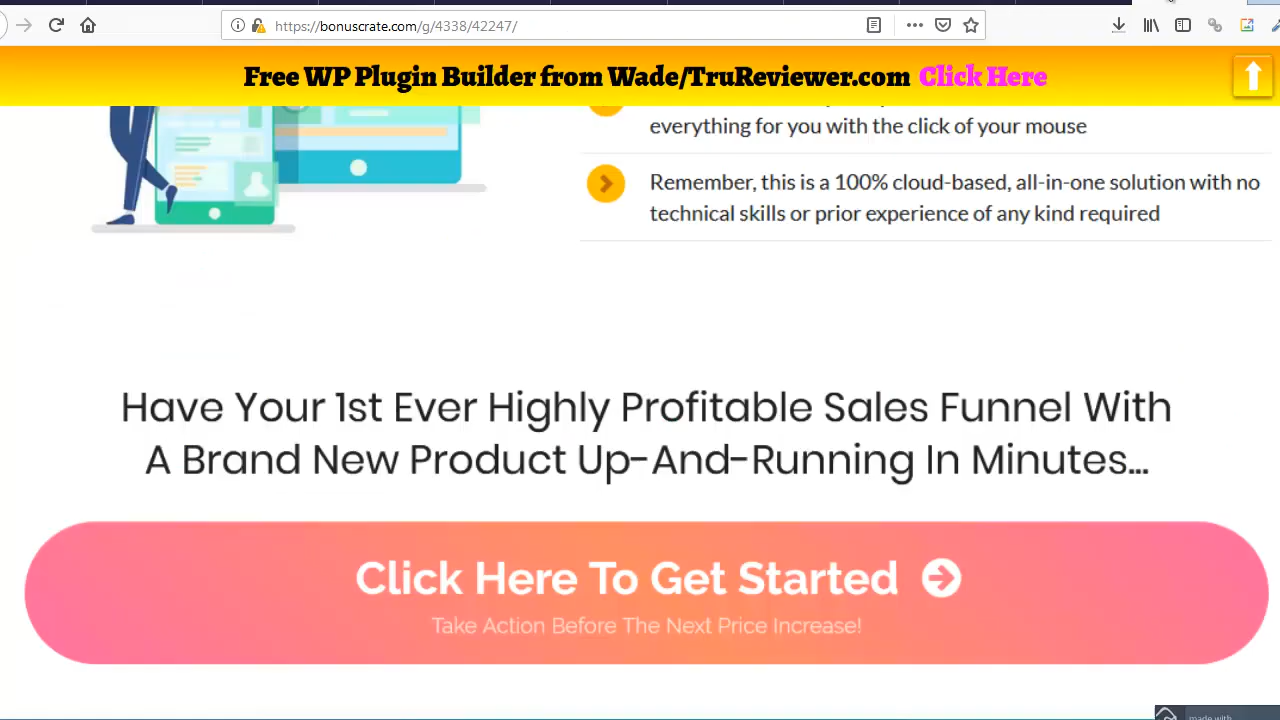 https://bonuscrate.com/g/4338/42247/
Free WP Plugin Builder from Wade/TruReviewer.com Click Here
everything for you with the click of your mouse
Remember, this is a 100% cloud-based, all-in-one solution with no
technical skills or prior experience of any kind required
Have Your 1st Ever Highly Profitable Sales Funnel With
A Brand New Product Up-And-Running In Minutes...
Click Here To Get Started
Take Action Before The Next Price Increase!
made with